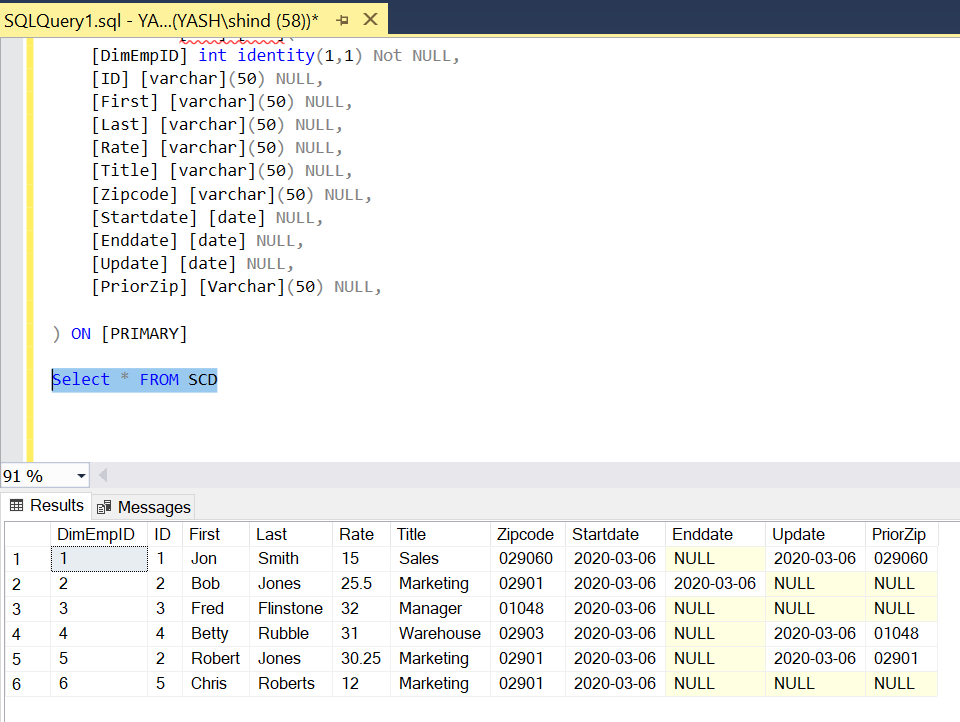 SQLQuery1.sql - YA...(YASH\shind (58))*
[DimEmpID] int identity(1,1) Not NULL,
[ID] [varchar](50) NULL,
[First] [varchar](50) NULL,
[Last] [varchar](50) NULL,
[Rate] [varchar](50) NULL,
[Title] [varchar](50) NULL,
[Zipcode] [varchar](50) NULL,
[Startdate] [date] NULL,
[Enddate] [date] NULL,
[Update] [date] NULL,
[PriorZip] [Varchar](50) NULL,
) ON [PRIMARY]
Select * FROM SCD
91 %
Results Messages
DimEmpID ID First Last Rate Title Zipcode Startdate Enddate Update PriorZip
1 1 1 Jon Smith 15 Sales 029060 2020-03-06 NULL 2020-03-06 029060
2 2 2 Bob Jones 25.5 Marketing 02901 2020-03-06 2020-03-06 NULL NULL
3 3 3 Fred Flinstone 32 Manager 01048 2020-03-06 NULL NULL NULL
4 4 4 Betty Rubble 31 Warehouse 02903 2020-03-06 NULL 2020-03-06 01048
5 5 2 Robert Jones 30.25 Marketing 02901 2020-03-06 NULL 2020-03-06 02901
6 6 5 Chris Roberts 12 Marketing 02901 2020-03-06 NULL NULL NULL